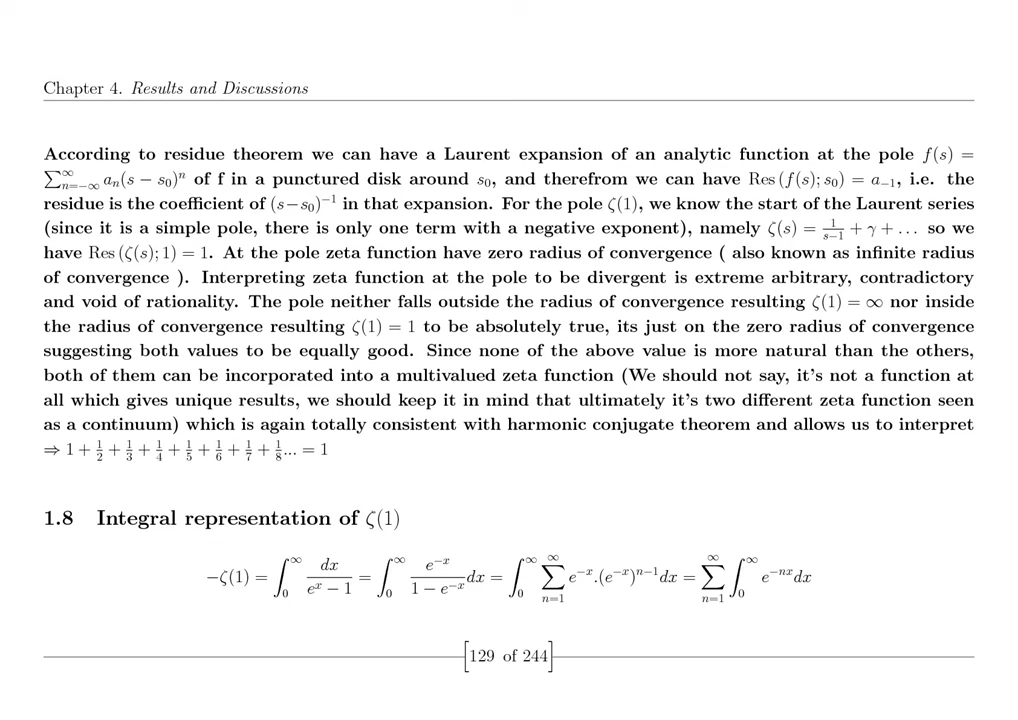 Chapter 4. Results and Discussions
According to residue theorem we can have a Laurent expansion of an analytic function at the pole f(s) =
∑_{n=−∞}^{∞} a_n(s − s_0)^n of f in a punctured disk around s_0, and therefrom we can have Res (f(s); s_0) = a_{−1}, i.e. the
residue is the coefficient of (s−s_0)^{−1} in that expansion. For the pole ζ(1), we know the start of the Laurent series
(since it is a simple pole, there is only one term with a negative exponent), namely ζ(s) = 1/(s−1) + γ + . . . so we
have Res (ζ(s); 1) = 1. At the pole zeta function have zero radius of convergence ( also known as infinite radius
of convergence ). Interpreting zeta function at the pole to be divergent is extreme arbitrary, contradictory
and void of rationality. The pole neither falls outside the radius of convergence resulting ζ(1) = ∞ nor inside
the radius of convergence resulting ζ(1) = 1 to be absolutely true, its just on the zero radius of convergence
suggesting both values to be equally good. Since none of the above value is more natural than the others,
both of them can be incorporated into a multivalued zeta function (We should not say, it's not a function at
all which gives unique results, we should keep it in mind that ultimately it's two different zeta function seen
as a continuum) which is again totally consistent with harmonic conjugate theorem and allows us to interpret
⇒ 1 + 1/2 + 1/3 + 1/4 + 1/5 + 1/6 + 1/7 + 1/8... = 1
1.8 Integral representation of ζ(1)
−ζ(1) = ∫_0^∞ dx/(e^x − 1) = ∫_0^∞ e^{−x}/(1 − e^{−x}) dx = ∫_0^∞ ∑_{n=1}^∞ e^{−x}.(e^{−x})^{n−1}dx = ∑_{n=1}^∞ ∫_0^∞ e^{−nx}dx
[129 of 244]